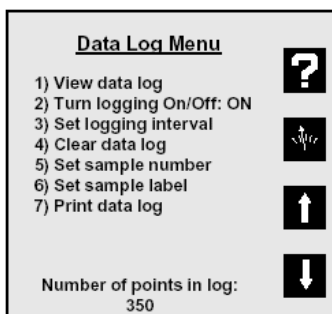 Data Log Menu
1) View data log
2) Turn logging On/Off: ON
3) Set logging interval
4) Clear data log
5) Set sample number
6) Set sample label
7) Print data log
Number of points in log:
350
?